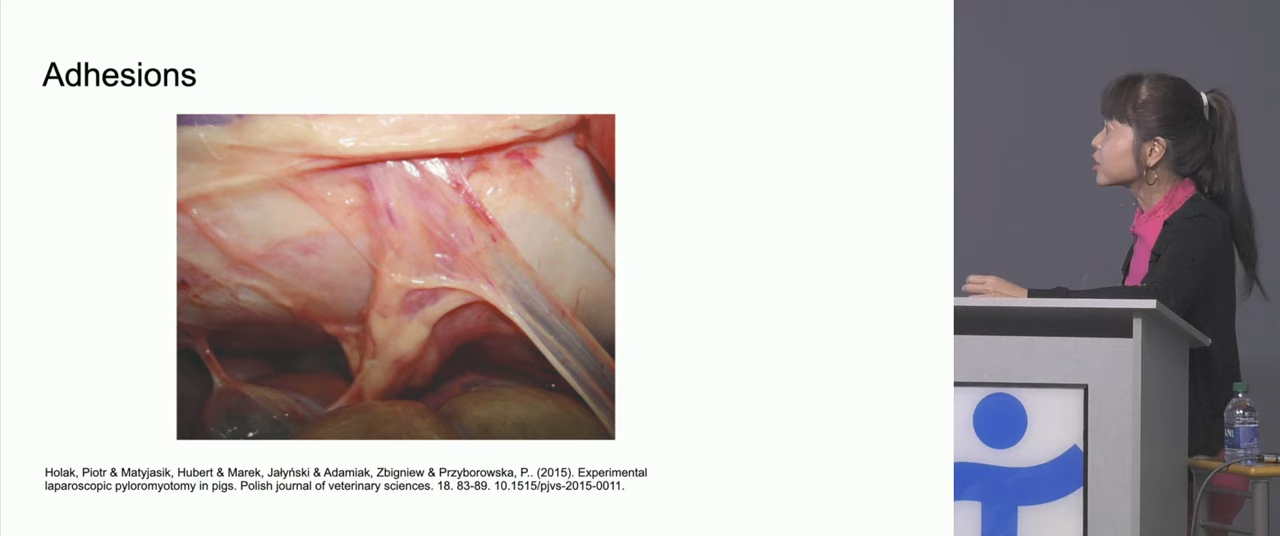 Adhesions
Holak, Piotr & Matyjasik, Hubert & Marek, Jałyński & Adamiak, Zbigniew & Przyborowska, P.. (2015). Experimental
laparoscopic pyloromyotomy in pigs. Polish journal of veterinary sciences. 18. 83-89. 10.1515/pjvs-2015-0011.